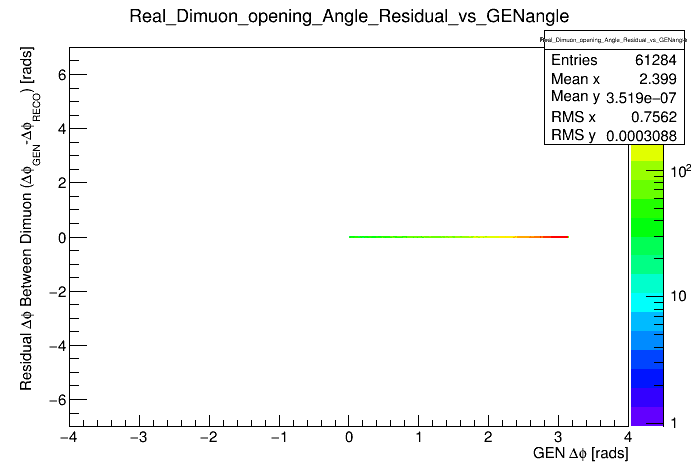 Real_Dimuon_opening_Angle_Residual_vs_GENangle
Real_Dimuon_opening_Angle_Residual_vs_GENangle
Entries 61284
Mean x 2.399
Mean y 3.519e−07
RMS x 0.7562
RMS y 0.0003088
Residual Δϕ Between Dimuon (Δϕ_GEN-Δϕ_RECO) [rads]
6
4
2
0
−2
−4
−6
−4 −3 −2 −1 0 1 2 3 4
GEN Δϕ [rads]
10²
10
1